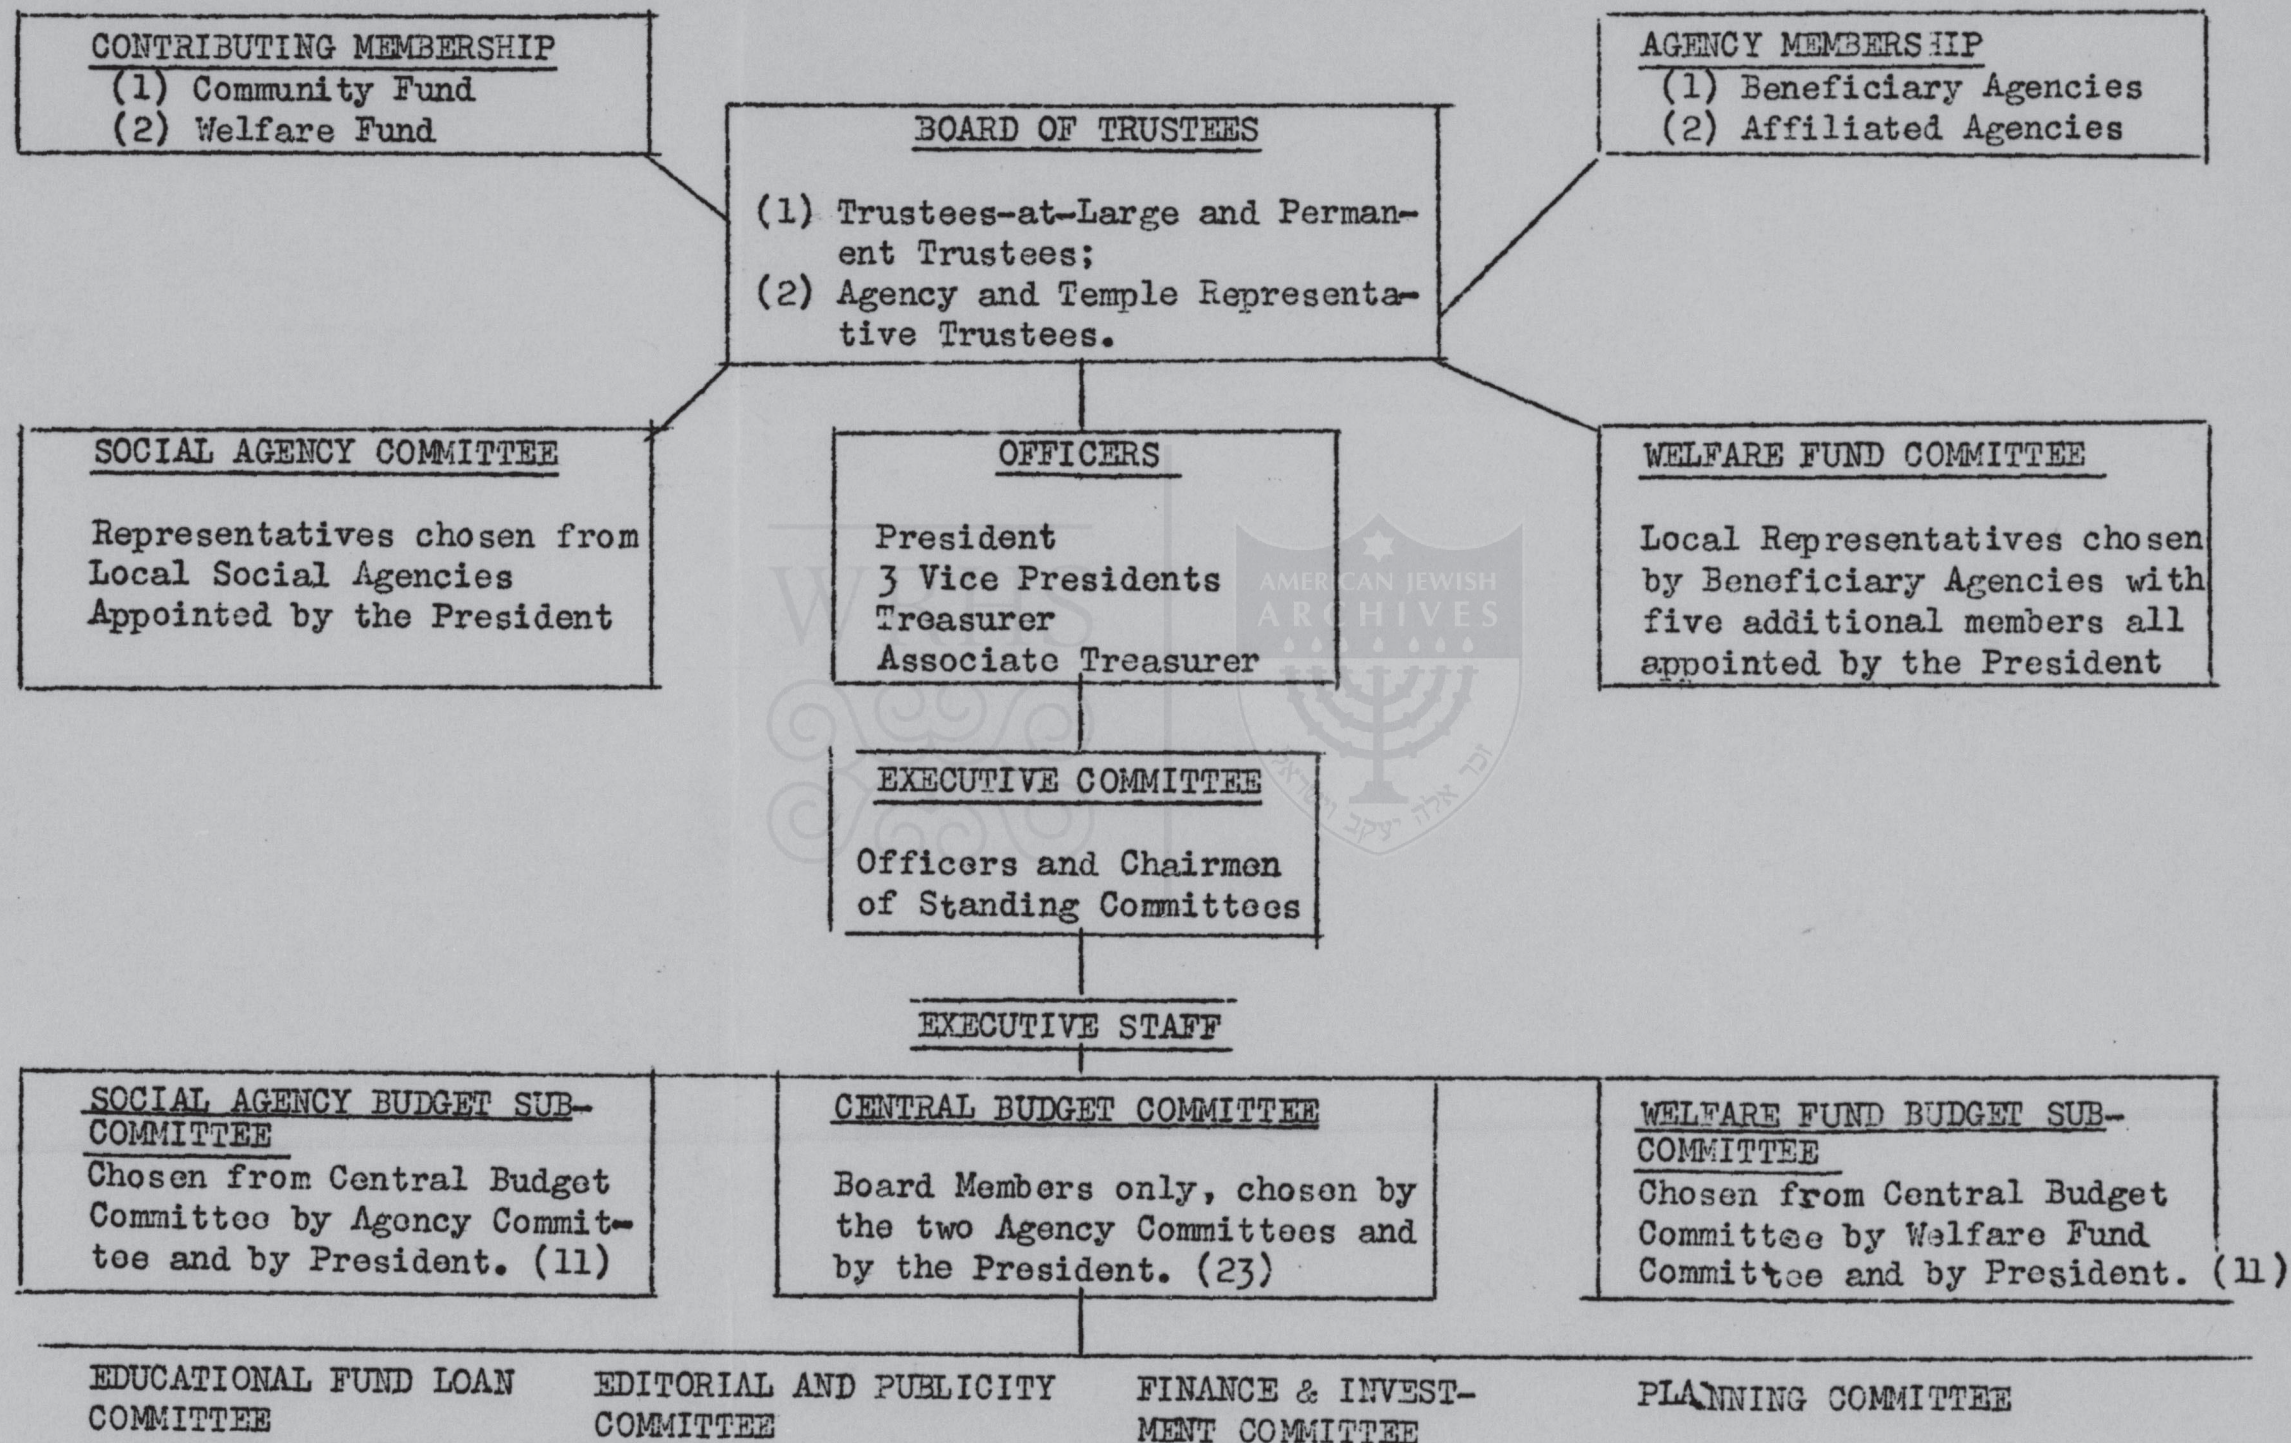 CONTRIBUTING MEMBERSHIP
(1) Community Fund
(2) Welfare Fund
AGENCY MEMBERSHIP
(1) Beneficiary Agencies
(2) Affiliated Agencies
BOARD OF TRUSTEES
(1) Trustees-at-Large and Perman-
ent Trustees;
(2) Agency and Temple Representa-
tive Trustees.
SOCIAL AGENCY COMMITTEE
Representatives chosen from
Local Social Agencies
Appointed by the President
OFFICERS
President
3 Vice Presidents
Treasurer
Associate Treasurer
WELFARE FUND COMMITTEE
Local Representatives chosen
by Beneficiary Agencies with
five additional members all
appointed by the President
WRHS
AMERICAN JEWISH
ARCHIVES
EXECUTIVE COMMITTEE
Officers and Chairmen
of Standing Committees
EXECUTIVE STAFF
SOCIAL AGENCY BUDGET SUB-
COMMITTEE
Chosen from Central Budget
Committee by Agency Commit-
tee and by President. (11)
CENTRAL BUDGET COMMITTEE
Board Members only, chosen by
the two Agency Committees and
by the President. (23)
WELFARE FUND BUDGET SUB-
COMMITTEE
Chosen from Central Budget
Committee by Welfare Fund
Committee and by President. (11)
EDUCATIONAL FUND LOAN
COMMITTEE
EDITORIAL AND PUBLICITY
COMMITTEE
FINANCE & INVEST-
MENT COMMITTEE
PLANNING COMMITTEE